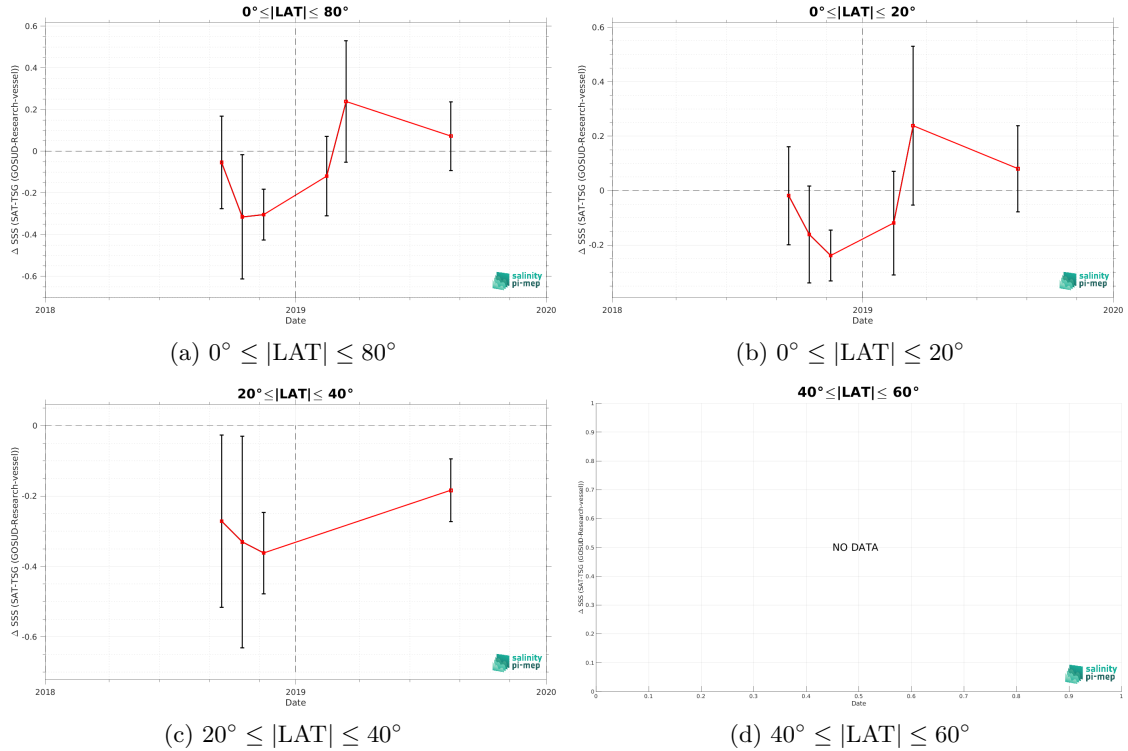 0°≤|LAT|≤ 80°
0.6
0.4
0.2
0
-0.2
-0.4
-0.6
Δ SSS (SAT-TSG (GOSUD-Research-vessel))
2018
2019
2020
Date
salinity
pi-mep
(a) 0° ≤ |LAT| ≤ 80°
0°≤|LAT|≤ 20°
0.6
0.4
0.2
0
-0.2
Δ SSS (SAT-TSG (GOSUD-Research-vessel))
2018
2019
2020
Date
salinity
pi-mep
(b) 0° ≤ |LAT| ≤ 20°
20°≤|LAT|≤ 40°
0
-0.2
-0.4
-0.6
Δ SSS (SAT-TSG (GOSUD-Research-vessel))
2018
2019
2020
Date
salinity
pi-mep
(c) 20° ≤ |LAT| ≤ 40°
40°≤|LAT|≤ 60°
1
0.9
0.8
0.7
0.6
0.5
0.4
0.3
0.2
0.1
0
Δ SSS (SAT-TSG (GOSUD-Research-vessel))
NO DATA
0 0.1 0.2 0.3 0.4 0.5 0.6 0.7 0.8 0.9 1
Date
salinity
pi-mep
(d) 40° ≤ |LAT| ≤ 60°